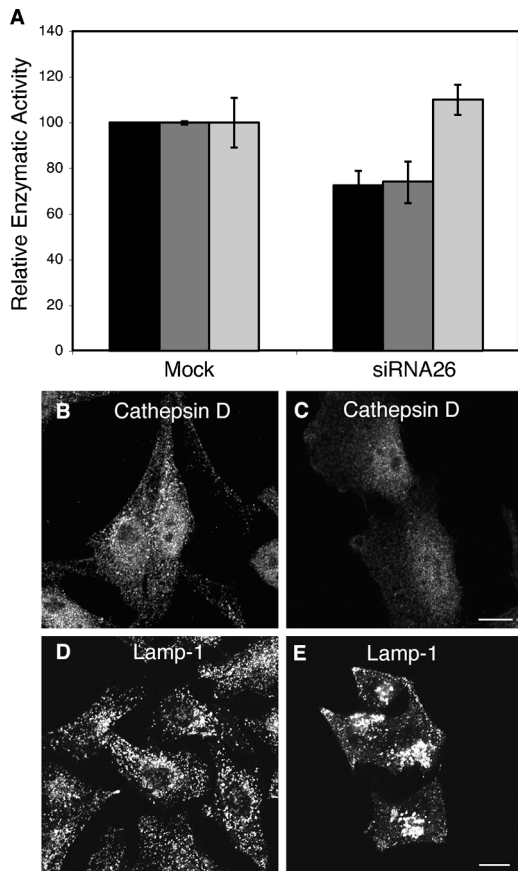 A
Relative Enzymatic Activity
140
120
100
80
60
40
20
0
Mock
siRNA26
B Cathepsin D
C Cathepsin D
D Lamp-1
E Lamp-1